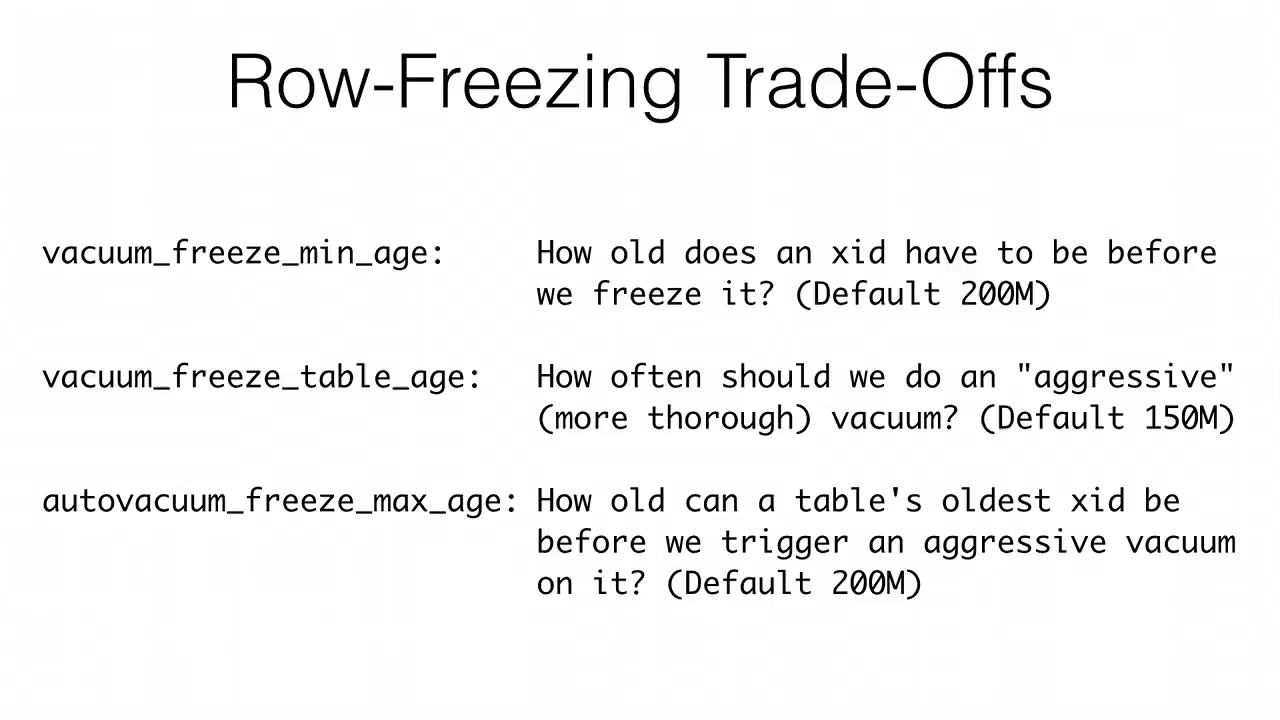 Row-Freezing Trade-Offs
vacuum_freeze_min_age: How old does an xid have to be before
we freeze it? (Default 200M)
vacuum_freeze_table_age: How often should we do an "aggressive"
(more thorough) vacuum? (Default 150M)
autovacuum_freeze_max_age: How old can a table's oldest xid be
before we trigger an aggressive vacuum
on it? (Default 200M)